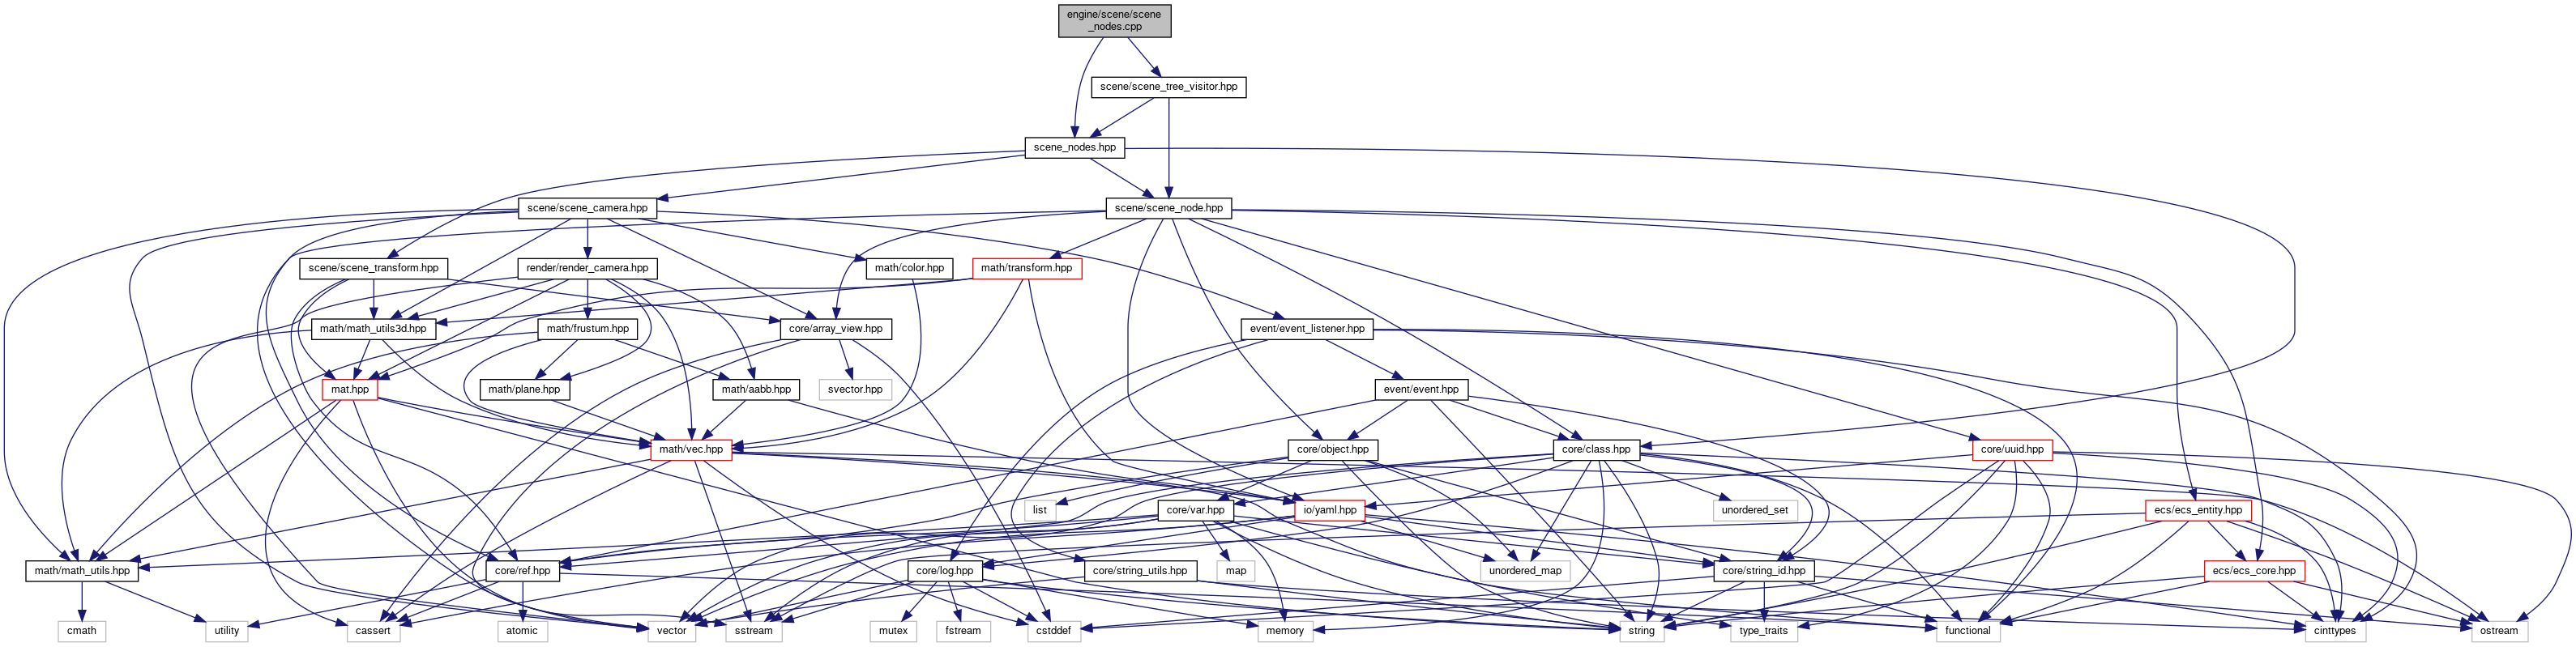 engine/scene/scene
_nodes.cpp
scene/scene_tree_visitor.hpp
scene_nodes.hpp
scene/scene_camera.hpp
scene/scene_node.hpp
scene/scene_transform.hpp
render/render_camera.hpp
math/color.hpp
math/transform.hpp
math/math_utils3d.hpp
math/frustum.hpp
core/array_view.hpp
event/event_listener.hpp
mat.hpp
math/plane.hpp
math/aabb.hpp
svector.hpp
event/event.hpp
math/vec.hpp
core/object.hpp
core/class.hpp
core/uuid.hpp
list
core/var.hpp
io/yaml.hpp
unordered_set
ecs/ecs_entity.hpp
math/math_utils.hpp
core/ref.hpp
core/log.hpp
core/string_utils.hpp
map
unordered_map
core/string_id.hpp
ecs/ecs_core.hpp
cmath
utility
cassert
atomic
vector
sstream
mutex
fstream
cstddef
memory
string
type_traits
functional
cinttypes
ostream